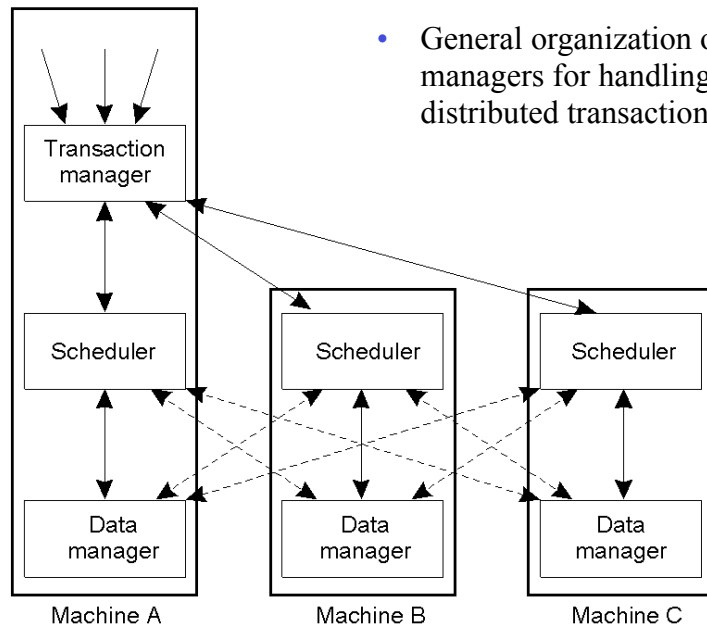 • General organization
managers for handling
distributed transaction
Transaction
manager
Scheduler
Scheduler
Scheduler
Data
manager
Data
manager
Data
manager
Machine A
Machine B
Machine C